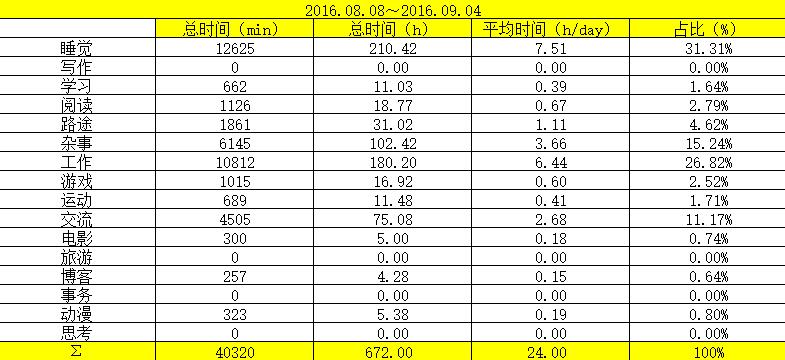 2016.08.08～2016.09.04
总时间（min） 总时间（h） 平均时间（h/day） 占比（%）
睡觉 12625 210.42 7.51 31.31%
写作 0 0.00 0.00 0.00%
学习 662 11.03 0.39 1.64%
阅读 1126 18.77 0.67 2.79%
路途 1861 31.02 1.11 4.62%
杂事 6145 102.42 3.66 15.24%
工作 10812 180.20 6.44 26.82%
游戏 1015 16.92 0.60 2.52%
运动 689 11.48 0.41 1.71%
交流 4505 75.08 2.68 11.17%
电影 300 5.00 0.18 0.74%
旅游 0 0.00 0.00 0.00%
博客 257 4.28 0.15 0.64%
事务 0 0.00 0.00 0.00%
动漫 323 5.38 0.19 0.80%
思考 0 0.00 0.00 0.00%
Σ 40320 672.00 24.00 100%